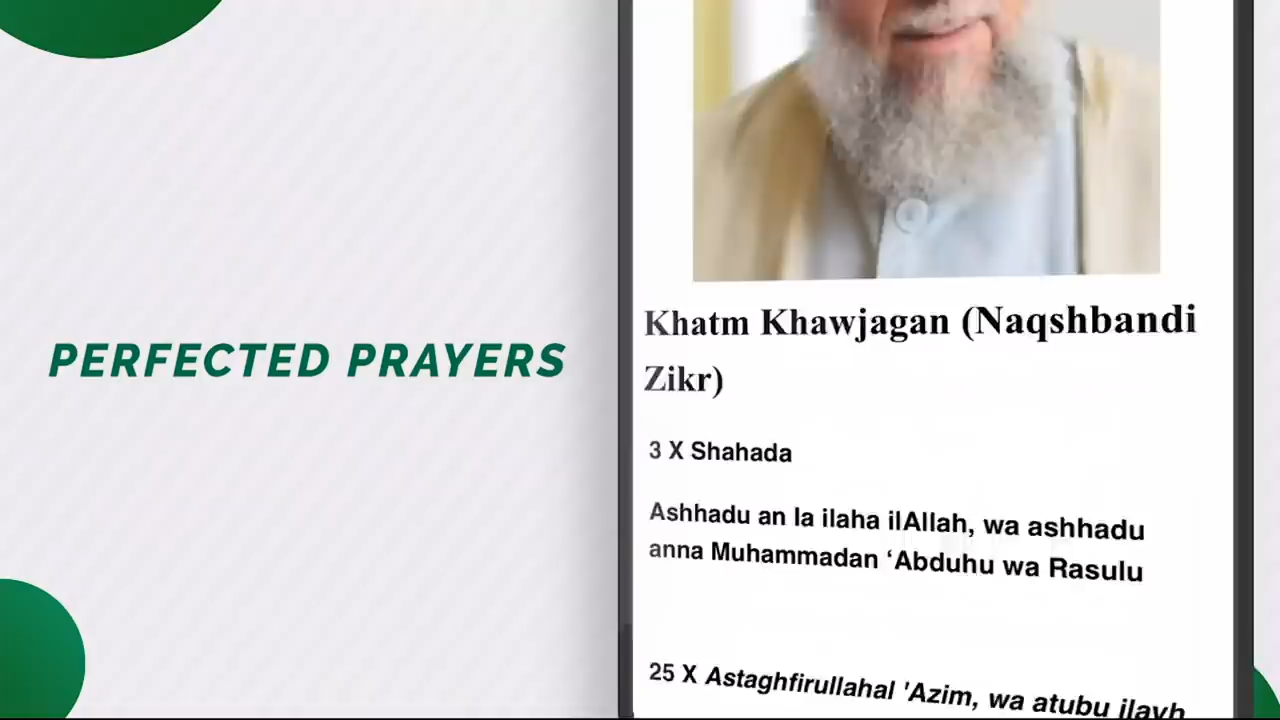 PERFECTED PRAYERS
Khatm Khawjagan (Naqshbandi
Zikr)
3 X Shahada
Ashhadu an la ilaha ilAllah, wa ashhadu
anna Muhammadan ‘Abduhu wa Rasulu
25 X Astaghfirullahal 'Azim, wa atubu ilayh